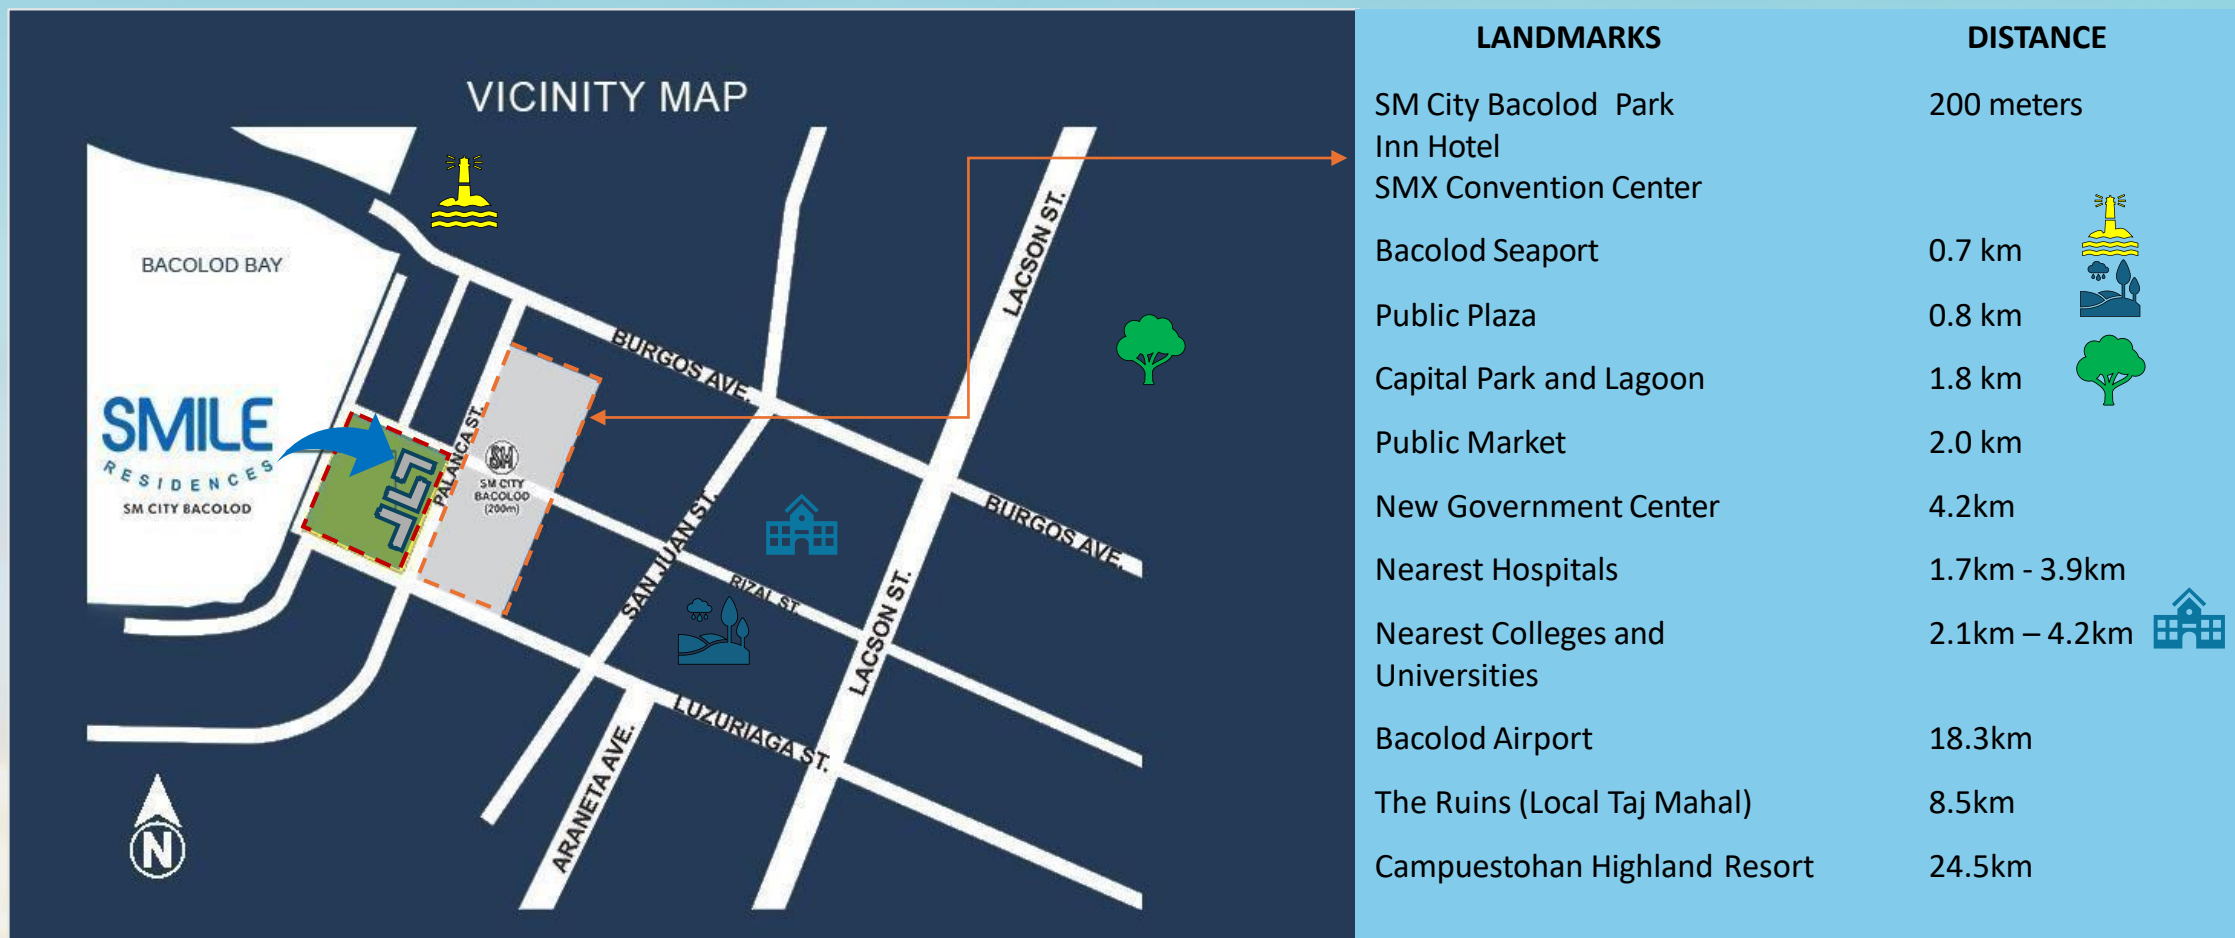 VICINITY MAP
BACOLOD BAY
SMILE
RESIDENCES
SM CITY BACOLOD
PALANCA ST.
SM
SM CITY
BACOLOD
(200m)
BURGOS AVE.
LACSON ST.
SAN JUAN ST.
RIZAL ST.
BURGOS AVE.
LACSON ST.
LUZURIAGA ST.
ARANETA AVE.
N
LANDMARKS DISTANCE
SM City Bacolod Park 200 meters
Inn Hotel
SMX Convention Center
Bacolod Seaport 0.7 km
Public Plaza 0.8 km
Capital Park and Lagoon 1.8 km
Public Market 2.0 km
New Government Center 4.2km
Nearest Hospitals 1.7km - 3.9km
Nearest Colleges and 2.1km – 4.2km
Universities
Bacolod Airport 18.3km
The Ruins (Local Taj Mahal) 8.5km
Campuestohan Highland Resort 24.5km